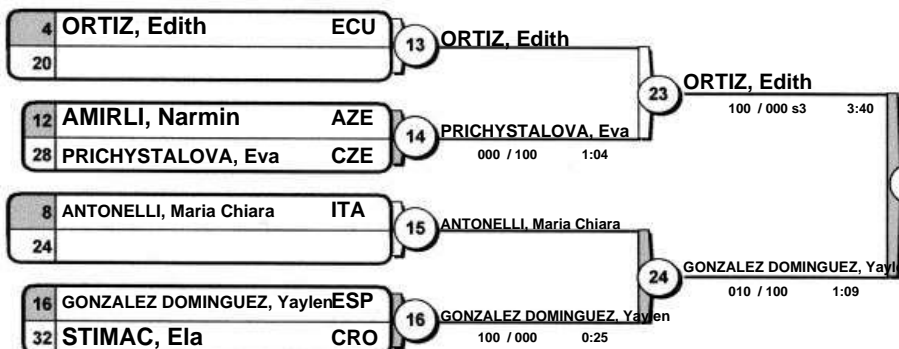 4 ORTIZ, Edith ECU
20
13 ORTIZ, Edith
12 AMIRLI, Narmin AZE
28 PRICHYSTALOVA, Eva CZE
14 PRICHYSTALOVA, Eva
000 / 100 1:04
23 ORTIZ, Edith
100 / 000 s3 3:40
8 ANTONELLI, Maria Chiara ITA
24
15 ANTONELLI, Maria Chiara
16 GONZALEZ DOMINGUEZ, Yaylen ESP
32 STIMAC, Ela CRO
16 GONZALEZ DOMINGUEZ, Yaylen
100 / 000 0:25
24 GONZALEZ DOMINGUEZ,
010 / 100 1:09